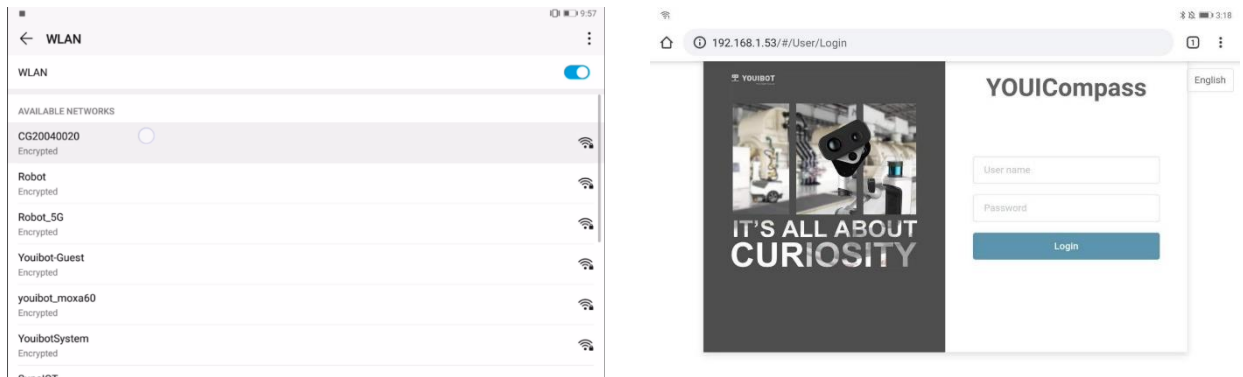 9:57
WLAN
WLAN
AVAILABLE NETWORKS
CG20040020
Encrypted
Robot
Encrypted
Robot_5G
Encrypted
Youibot-Guest
Encrypted
youibot_moxa60
Encrypted
YouibotSystem
Encrypted
3:18
192.168.1.53/#/User/Login
1
YOUIBOT
IT'S ALL ABOUT
CURIOSITY
English
YOUICompass
User name
Password
Login